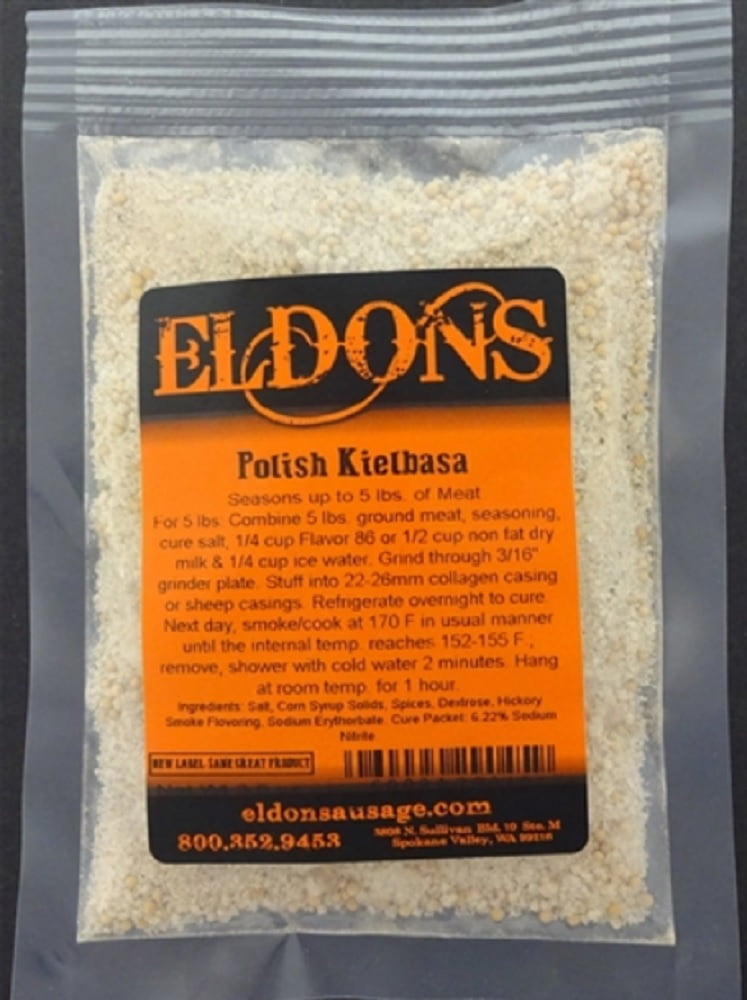 ELDONS
Polish Kielbasa
Seasons up to 5 lbs. of Meat
For 5 lbs. Combine 5 lbs. ground meat, seasoning,
cure salt, 1/4 cup Flavor 86 or 1/2 cup non fat dry
milk & 1/4 cup ice water. Grind through 3/16"
grinder plate. Stuff into 22-26mm collagen casing
or sheep casings. Refrigerate overnight to cure.
Next day, smoke/cook at 170 F in usual manner
until the internal temp. reaches 152-155 F.,
remove, shower with cold water 2 minutes. Hang
at room temp. for 1 hour.
Ingredients: Salt, Corn Syrup Solids, Spices, Dextrose, Hickory
Smoke Flovoring, Sodium Erythorbate. Cure Packet: 6.22% Sodium
Nitrite
NEW LABEL-SAME GREAT PRODUCT
eldonsausage.com
800.352.9453
N. Sullivan Bld. 10 Ste. M
Spokane Valley, WA